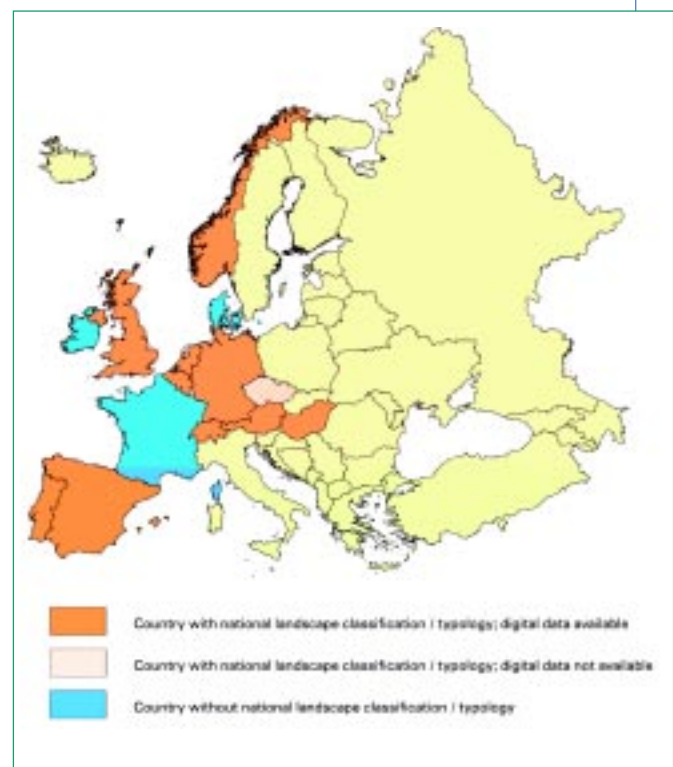 Country with national landscape classification / typology; digital data available
Country with national landscape classification / typology; digital data not available
Country without national landscape classification / typology